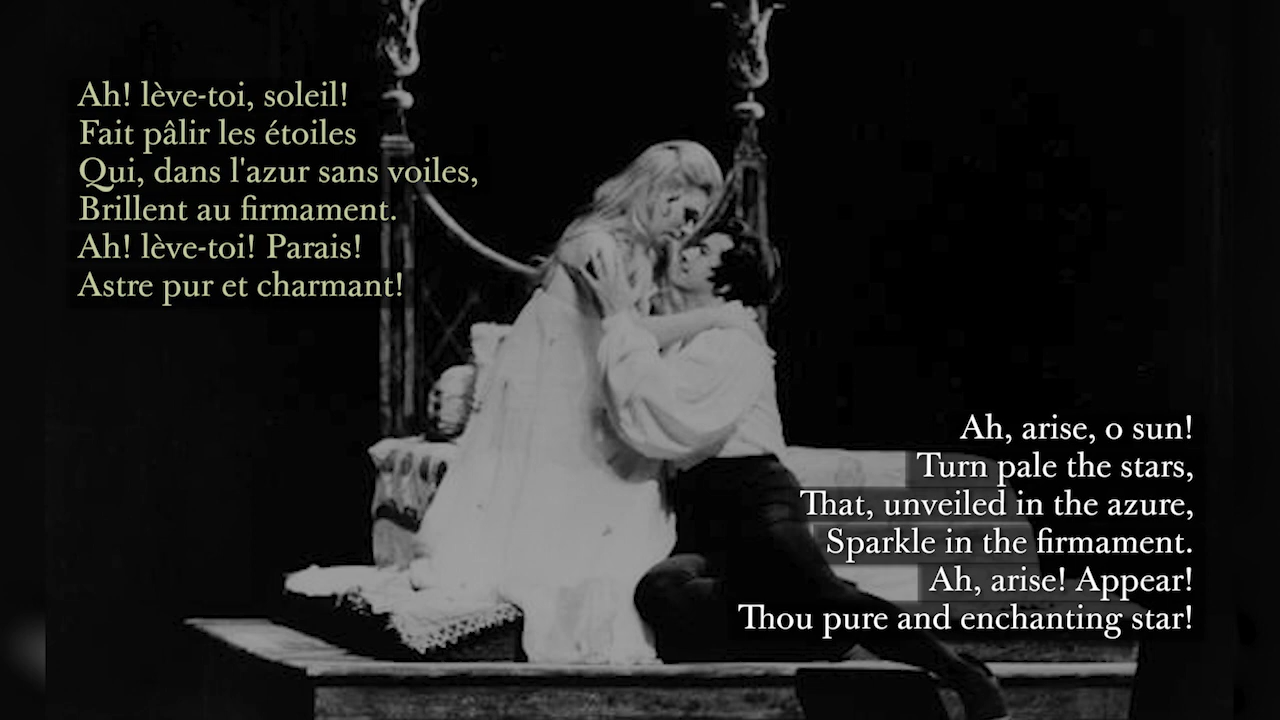 Ah! lève-toi, soleil!
Fait pâlir les étoiles
Qui, dans l'azur sans voiles,
Brillent au firmament.
Ah! lève-toi! Parais!
Astre pur et charmant!
Ah, arise, o sun!
Turn pale the stars,
That, unveiled in the azure,
Sparkle in the firmament.
Ah, arise! Appear!
Thou pure and enchanting star!